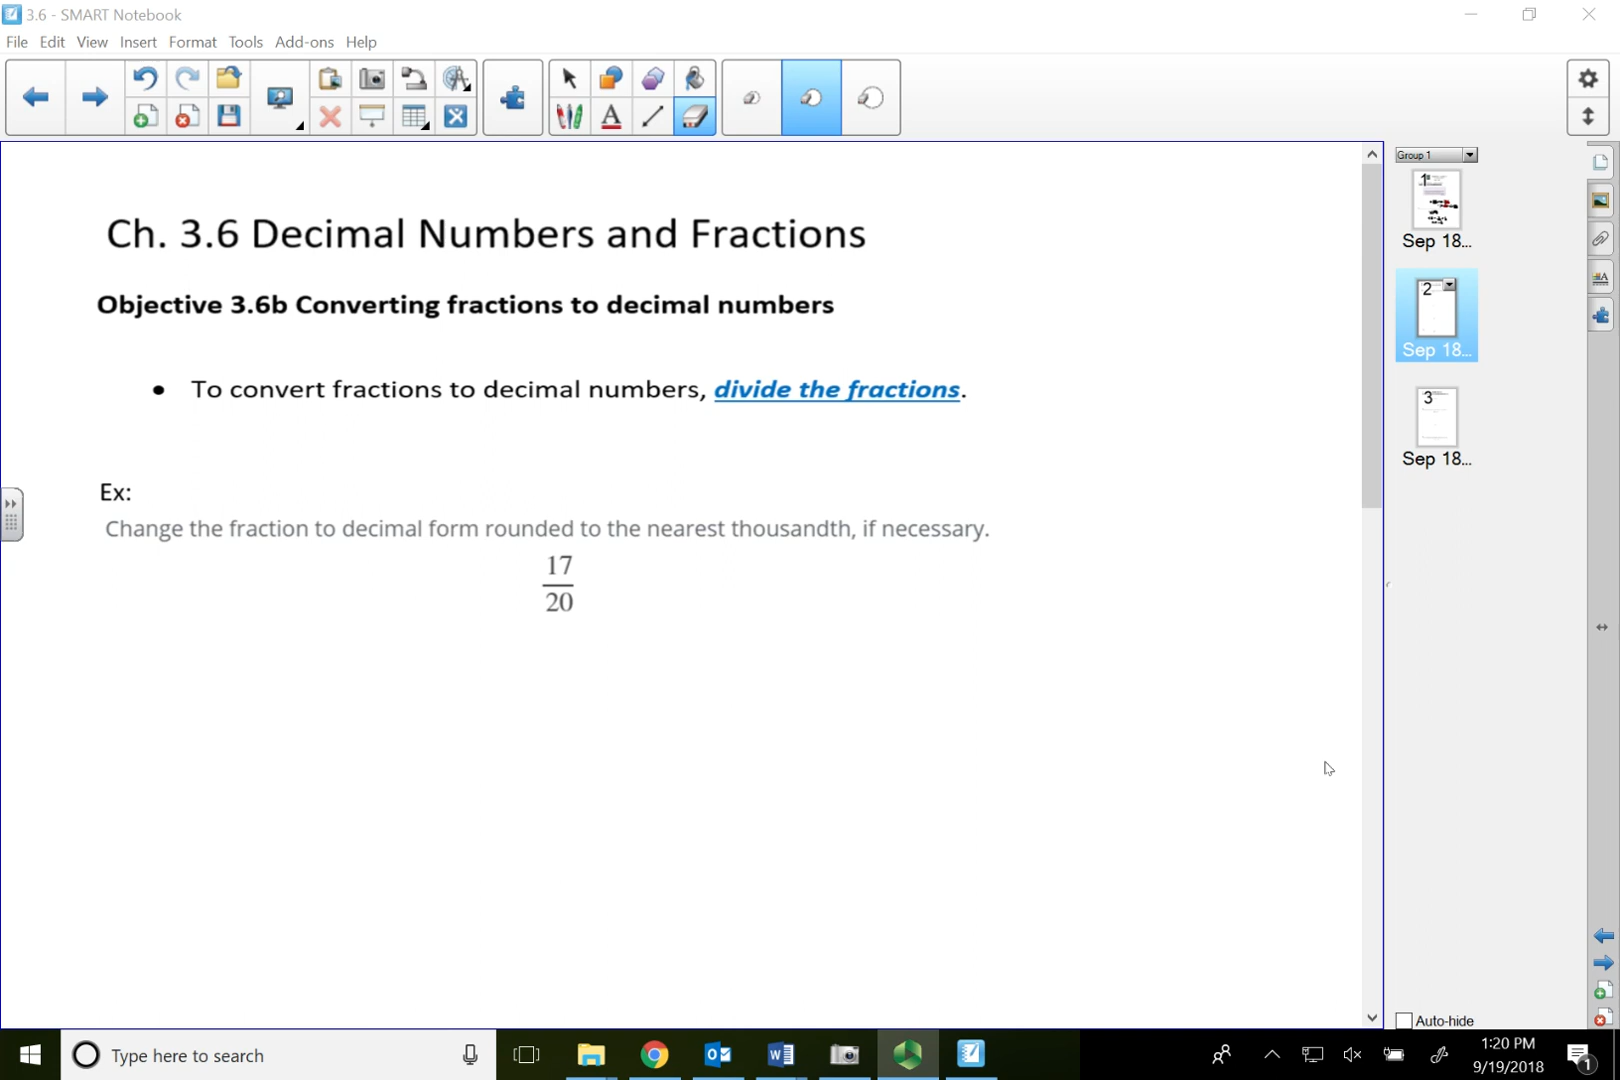 3.6 - SMART Notebook
File Edit View Insert Format Tools Add-ons Help
Group 1
1
Sep 18...
2
Sep 18...
3
Sep 18...
Ch. 3.6 Decimal Numbers and Fractions
Objective 3.6b Converting fractions to decimal numbers
• To convert fractions to decimal numbers, divide the fractions.
Ex:
Change the fraction to decimal form rounded to the nearest thousandth, if necessary.
17
20
Auto-hide
Type here to search
1:20 PM
9/19/2018
1